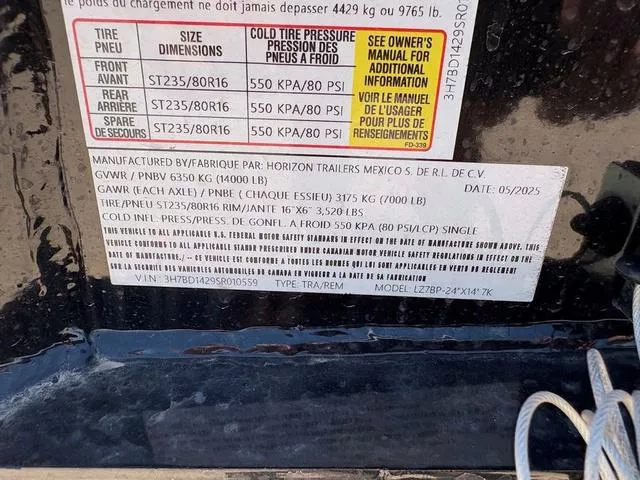 le poids du chargement ne doit jamais depasser 4429 kg ou 9765 lb.
TIRE PNEU SIZE DIMENSIONS COLD TIRE PRESSURE PRESSION DES PNEUS A FROID
FRONT AVANT ST235/80R16 550 KPA/80 PSI
REAR ARRIÈRE ST235/80R16 550 KPA/80 PSI
SPARE DE SECOURS ST235/80R16 550 KPA/80 PSI
SEE OWNER'S
MANUAL FOR
ADDITIONAL
INFORMATION
VOIR LE MANUEL
DE L'USAGER
POUR PLUS DE
RENSEIGNEMENTS
FD-339
3H7BD1429SR01
MANUFACTURED BY/FABRIQUE PAR: HORIZON TRAILERS MEXICO S. DE R.L. DE C.V.
GVWR / PNBV 6350 KG (14000 LB) DATE: 05/2025
GAWR (EACH AXLE) / PNBE ( CHAQUE ESSIEU) 3175 KG (7000 LB)
TIRE/PNEU ST235/80R16 RIM/JANTE 16"X6" 3,520 LBS
COLD INFL. PRESS/PRESS. DE GONFL. A FROID 550 KPA (80 PSI/LCP) SINGLE
THIS VEHICLE CONFORMS TO ALL APPLICABLE U.S. FEDERAL MOTOR VEHICLE SAFETY STANDARDS IN EFFECT ON THE DATE OF MANUFACTURE SHOWN ABOVE.
V.I.N.: 3H7BD1429SR010559 TYPE: TRA/REM MODEL: LZ7BP-24"X14' 7K